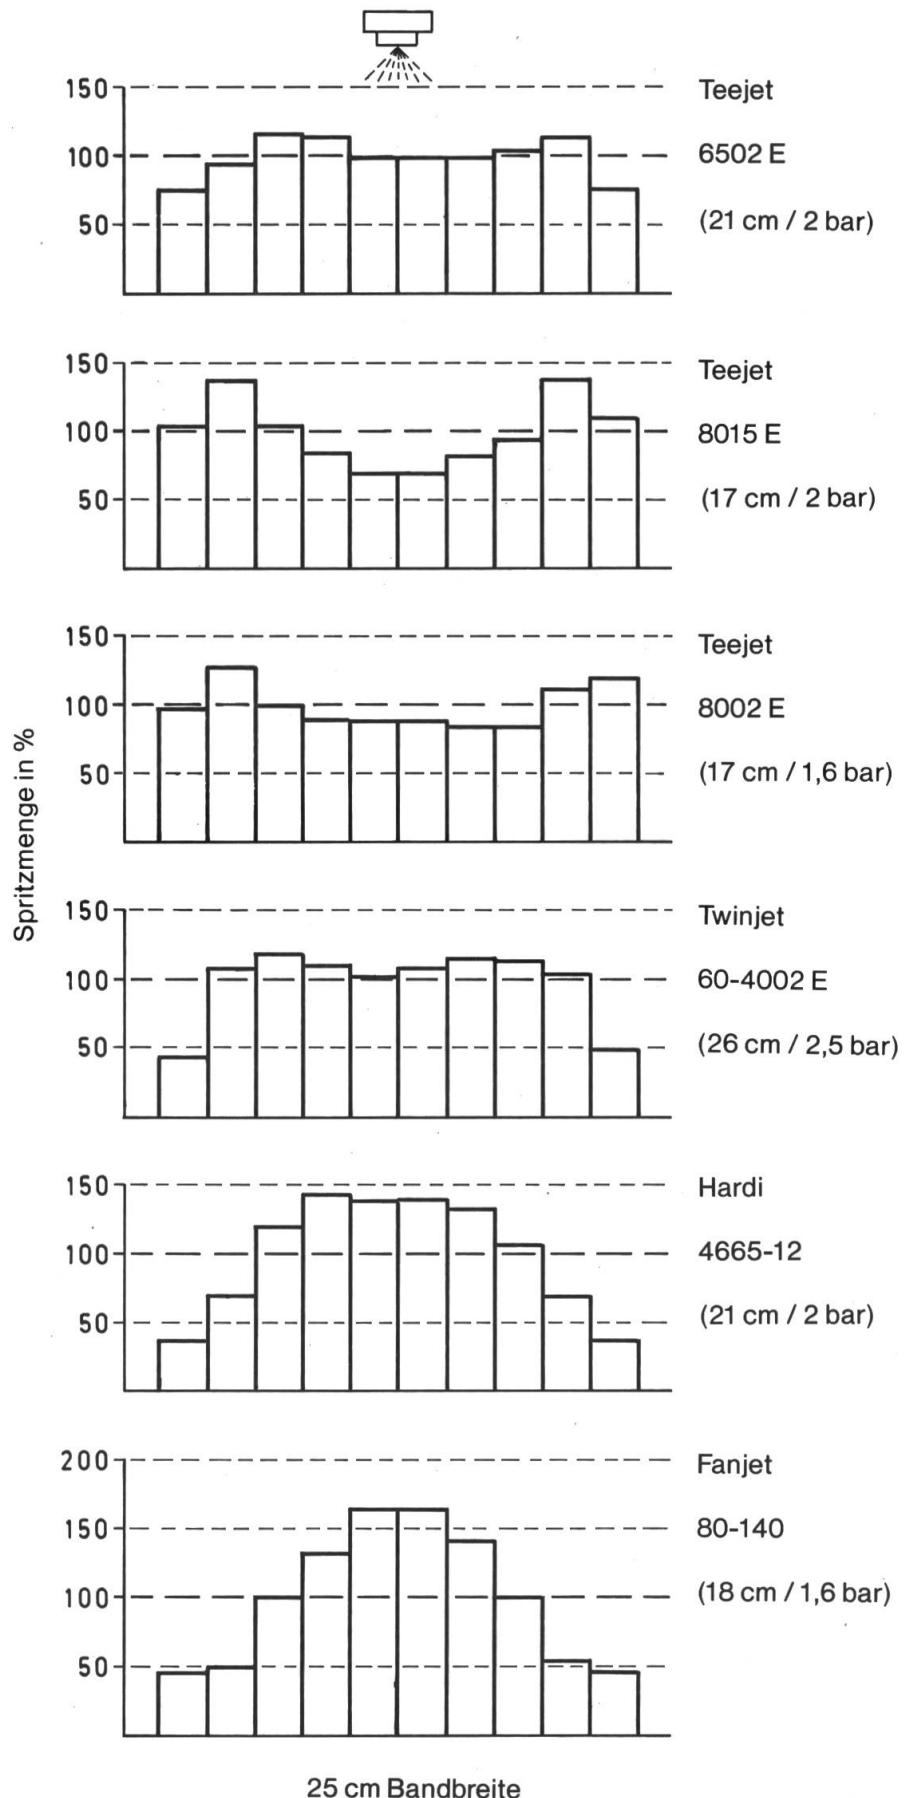 150
100
50
Teejet
6502 E
(21 cm / 2 bar)
150
100
50
Teejet
8015 E
(17 cm / 2 bar)
150
100
50
Teejet
8002 E
(17 cm / 1,6 bar)
Spritzmenge in %
150
100
50
Twinjet
60-4002 E
(26 cm / 2,5 bar)
150
100
50
Hardi
4665-12
(21 cm / 2 bar)
200
150
100
50
Fanjet
80-140
(18 cm / 1,6 bar)
25 cm Bandbreite